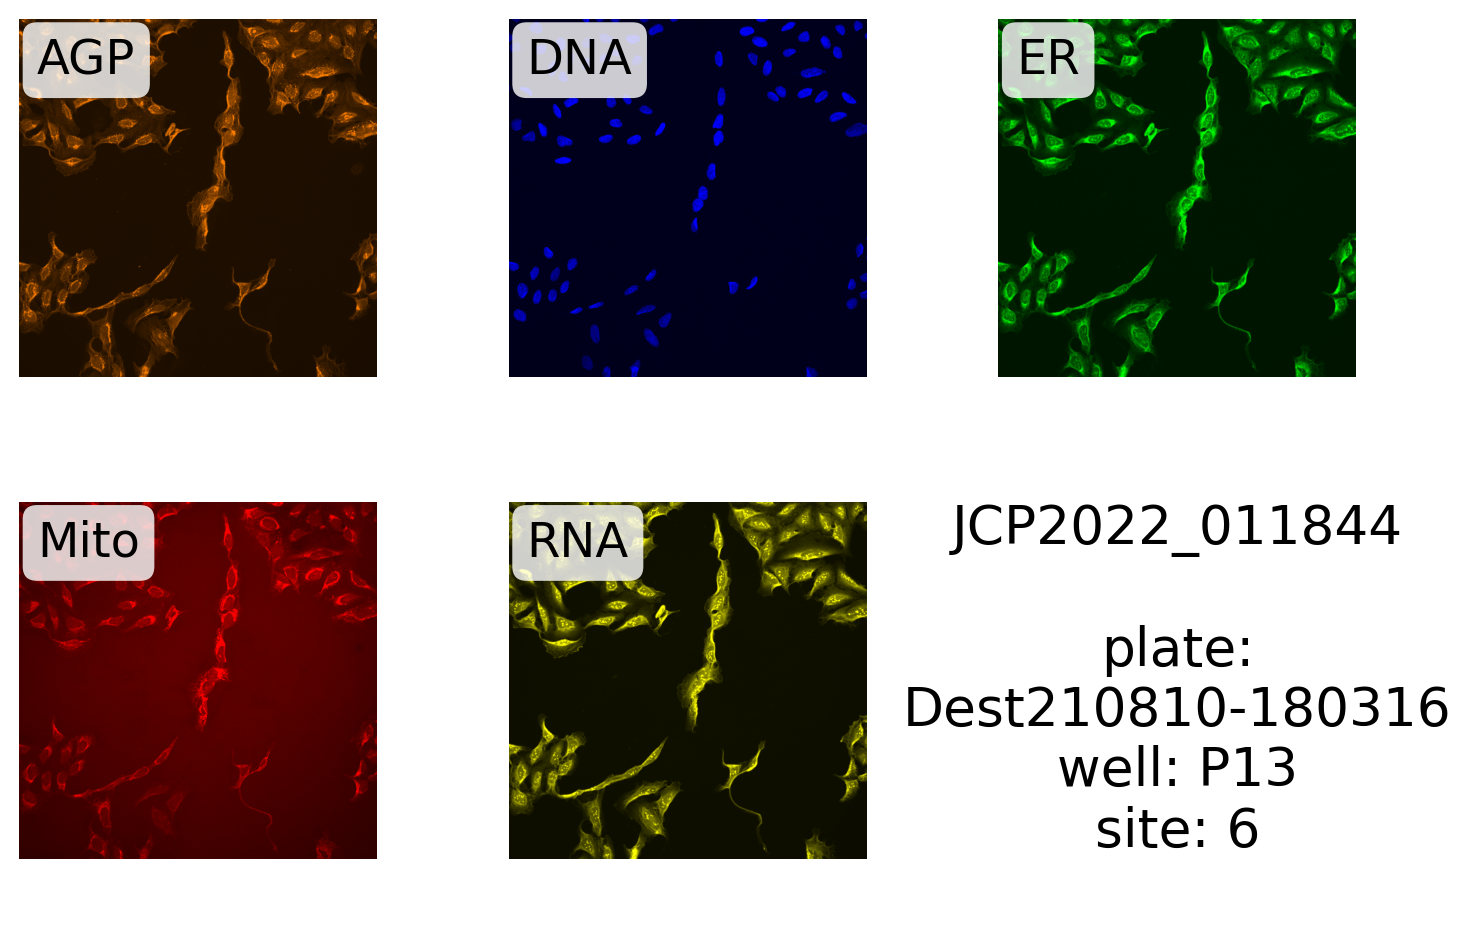 AGP
DNA
ER
Mito
RNA
JCP2022_011844
plate:
Dest210810-180316
well: P13
site: 6